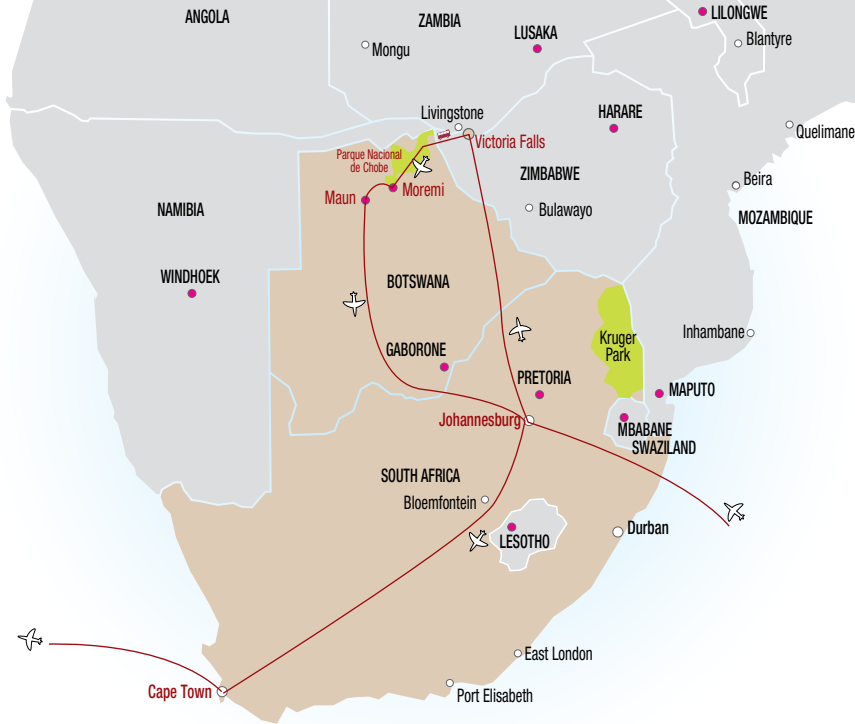 ANGOLA
ZAMBIA
LILONGWE
LUSAKA
Blantyre
Mongu
Livingstone
HARARE
Quelimane
Victoria Falls
Parque Nacional
de Chobe
ZIMBABWE
Beira
Maun
Moremi
NAMIBIA
Bulawayo
MOZAMBIQUE
WINDHOEK
BOTSWANA
Inhambane
Kruger
Park
GABORONE
PRETORIA
MAPUTO
Johannesburg
MBABANE
SWAZILAND
SOUTH AFRICA
Bloemfontein
Durban
LESOTHO
East London
Cape Town
Port Elisabeth